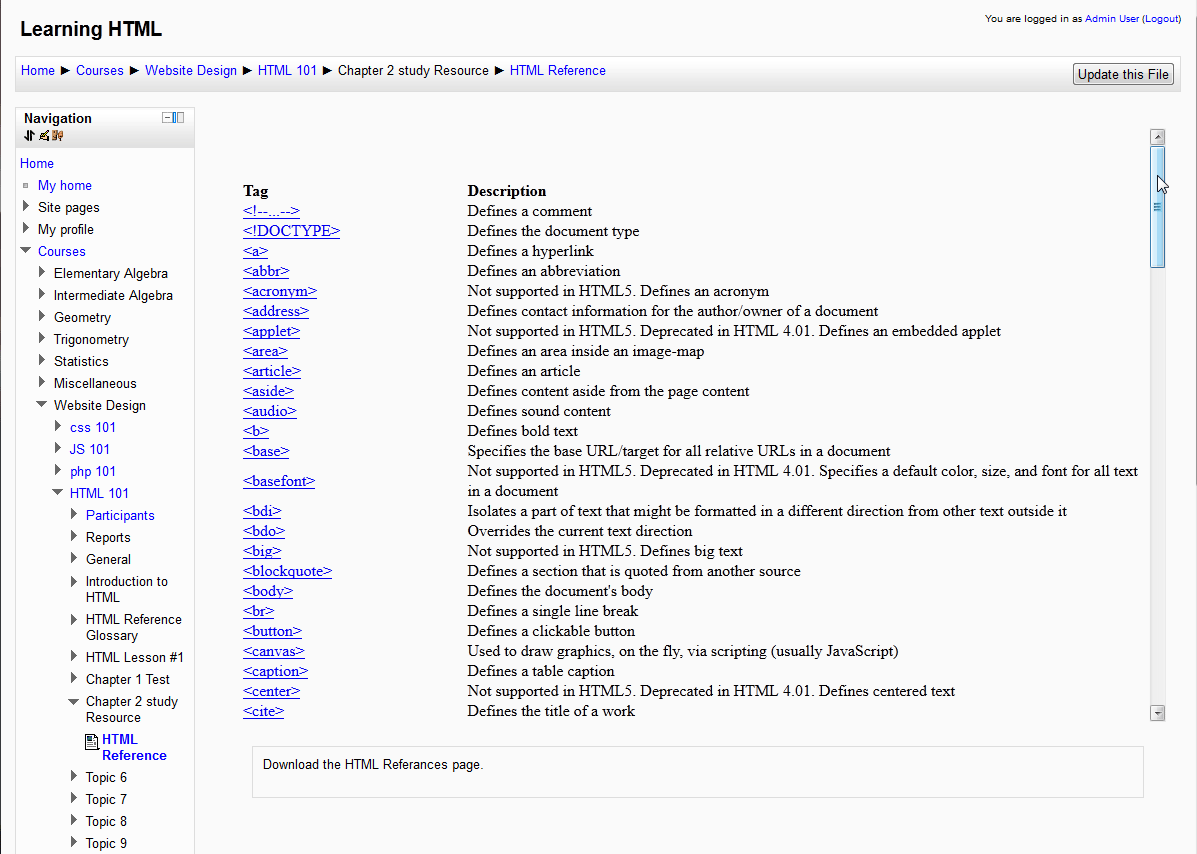 Learning HTML
You are logged in as Admin User (Logout)
Home ► Courses ► Website Design ► HTML 101 ► Chapter 2 study Resource ► HTML Reference
Update this File
Navigation
Home
My home
Site pages
My profile
Courses
Elementary Algebra
Intermediate Algebra
Geometry
Trigonometry
Statistics
Miscellaneous
Website Design
css 101
JS 101
php 101
HTML 101
Participants
Reports
General
Introduction to
HTML
HTML Reference
Glossary
HTML Lesson #1
Chapter 1 Test
Chapter 2 study
Resource
HTML
Reference
Topic 6
Topic 7
Topic 8
Topic 9
Tag Description
<!--...--> Defines a comment
<!DOCTYPE> Defines the document type
<a> Defines a hyperlink
<abbr> Defines an abbreviation
<acronym> Not supported in HTML5. Defines an acronym
<address> Defines contact information for the author/owner of a document
<applet> Not supported in HTML5. Deprecated in HTML 4.01. Defines an embedded applet
<area> Defines an area inside an image-map
<article> Defines an article
<aside> Defines content aside from the page content
<audio> Defines sound content
<b> Defines bold text
<base> Specifies the base URL/target for all relative URLs in a document
<basefont> Not supported in HTML5. Deprecated in HTML 4.01. Specifies a default color, size, and font for all text
in a document
<bdi> Isolates a part of text that might be formatted in a different direction from other text outside it
<bdo> Overrides the current text direction
<big> Not supported in HTML5. Defines big text
<blockquote> Defines a section that is quoted from another source
<body> Defines the document's body
<br> Defines a single line break
<button> Defines a clickable button
<canvas> Used to draw graphics, on the fly, via scripting (usually JavaScript)
<caption> Defines a table caption
<center> Not supported in HTML5. Deprecated in HTML 4.01. Defines centered text
<cite> Defines the title of a work
Download the HTML Referances page.